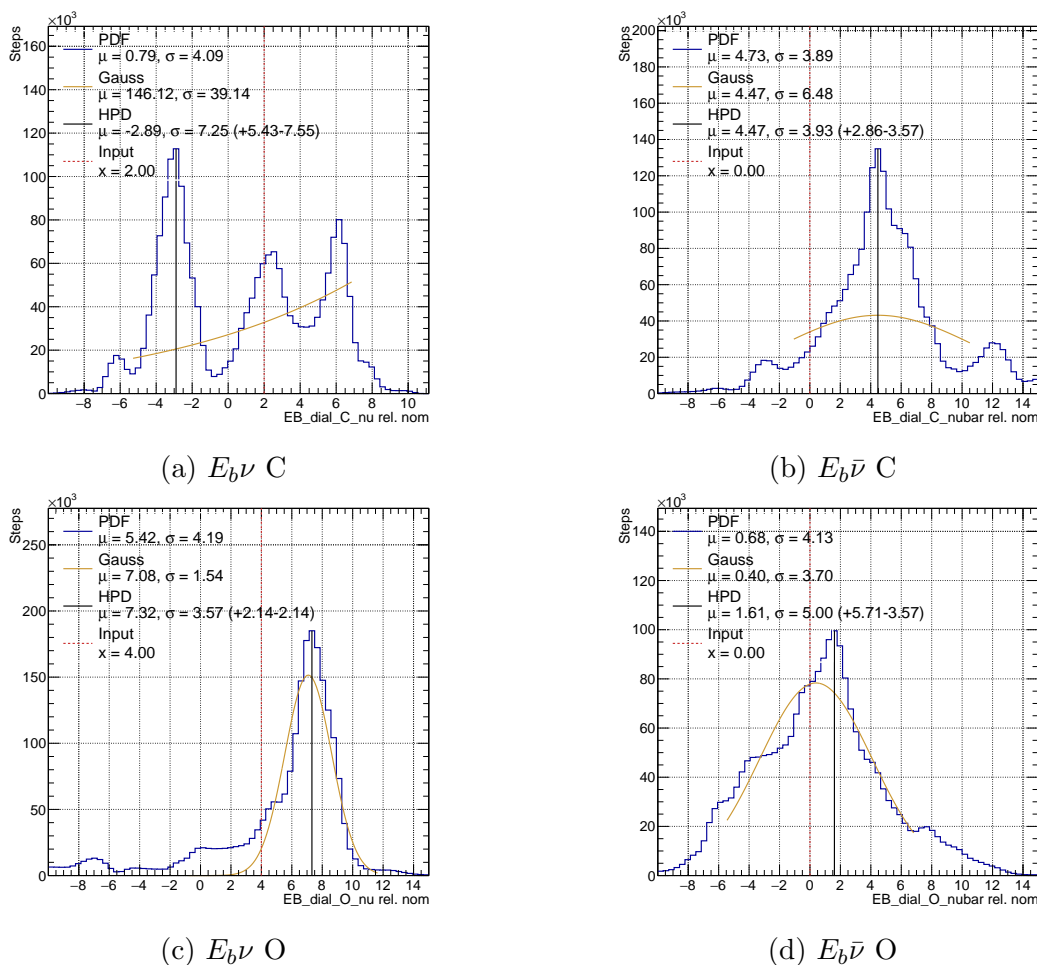 ×10³
Steps
160
140
120
100
80
60
40
20
0
PDF
μ = 0.79, σ = 4.09
Gauss
μ = 146.12, σ = 39.14
HPD
μ = -2.89, σ = 7.25 (+5.43-7.55)
Input
x = 2.00
−8 −6 −4 −2 0 2 4 6 8 10
EB_dial_C_nu rel. nom
(a) E_bν C
×10³
Steps
200
180
160
140
120
100
80
60
40
20
0
PDF
μ = 4.73, σ = 3.89
Gauss
μ = 4.47, σ = 6.48
HPD
μ = 4.47, σ = 3.93 (+2.86-3.57)
Input
x = 0.00
−8 −6 −4 −2 0 2 4 6 8 10 12 14
EB_dial_C_nubar rel. nom
(b) E_bν̄ C
×10³
Steps
250
200
150
100
50
0
PDF
μ = 5.42, σ = 4.19
Gauss
μ = 7.08, σ = 1.54
HPD
μ = 7.32, σ = 3.57 (+2.14-2.14)
Input
x = 4.00
−8 −6 −4 −2 0 2 4 6 8 10 12 14
EB_dial_O_nu rel. nom
(c) E_bν O
×10³
Steps
140
120
100
80
60
40
20
0
PDF
μ = 0.68, σ = 4.13
Gauss
μ = 0.40, σ = 3.70
HPD
μ = 1.61, σ = 5.00 (+5.71-3.57)
Input
x = 0.00
−8 −6 −4 −2 0 2 4 6 8 10 12 14
EB_dial_O_nubar rel. nom
(d) E_bν̄ O